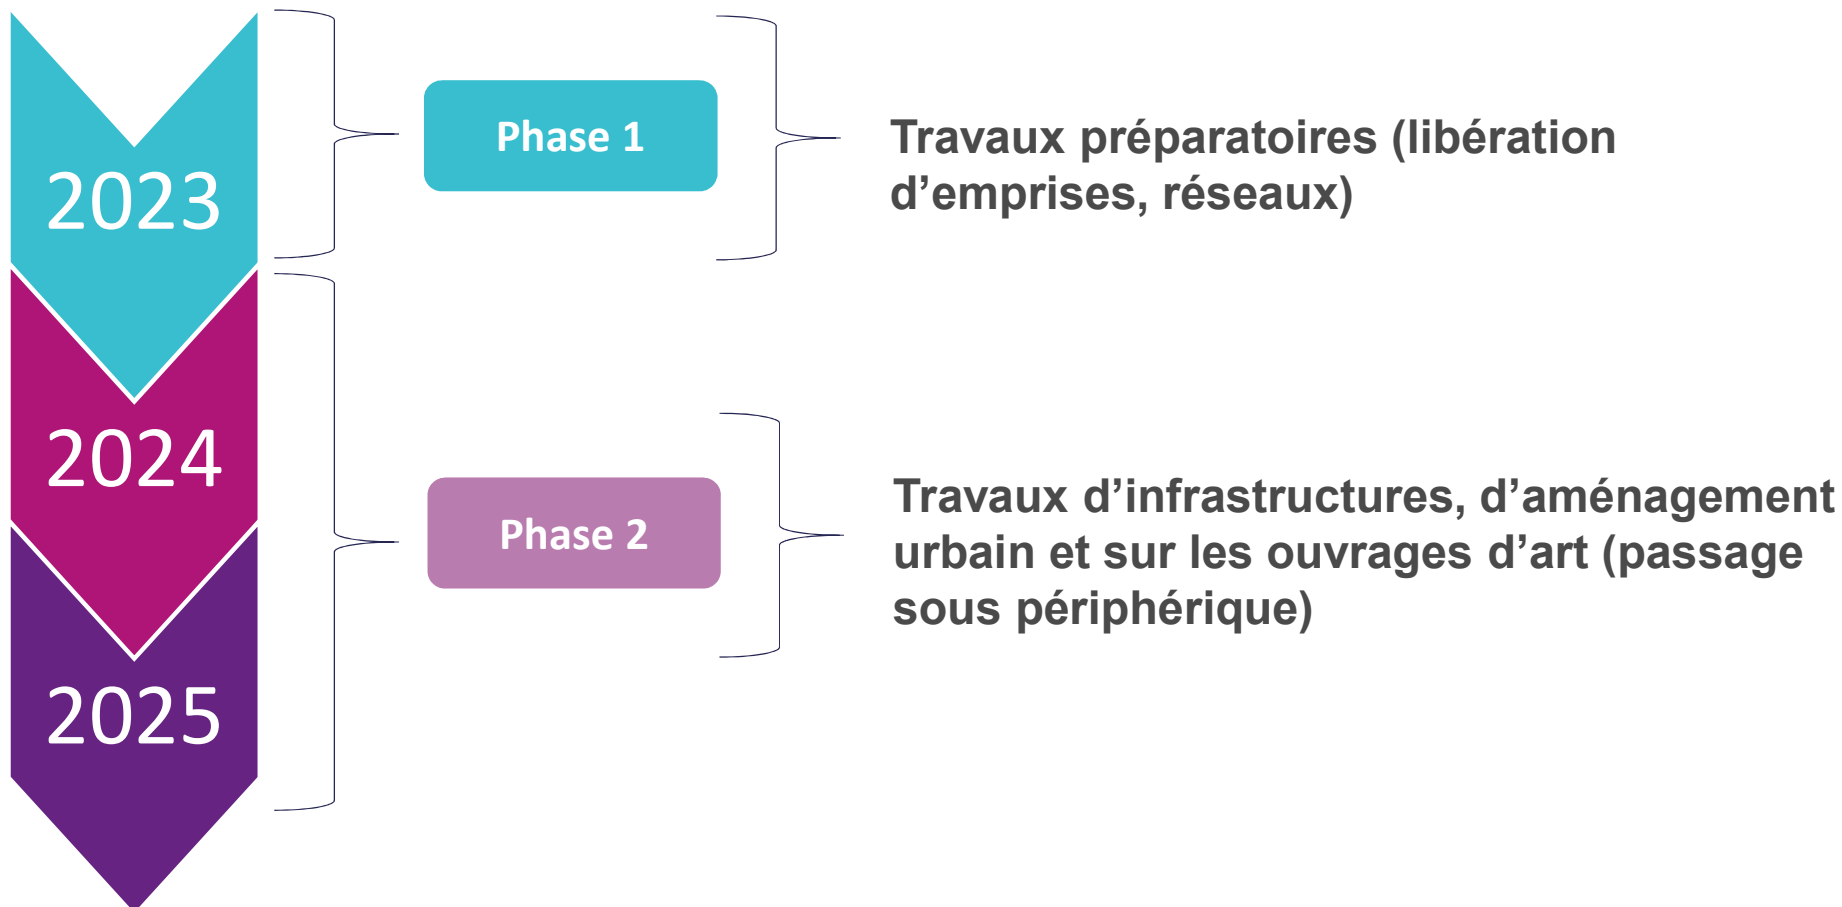 2023
Phase 1
Travaux préparatoires (libération
d’emprises, réseaux)
2024
Phase 2
Travaux d’infrastructures, d’aménagement
urbain et sur les ouvrages d’art (passage
sous périphérique)
2025